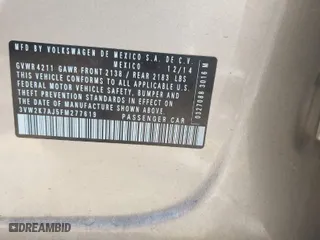 MFD BY VOLKSWAGEN DE MEXICO S.A. DE C.V.
MEXICO 12/14
GVWR 4211 GAWR FRONT 2138 / REAR 2183 LBS
THIS VEHICLE CONFORMS TO ALL APPLICABLE U.S.
FEDERAL MOTOR VEHICLE SAFETY, BUMPER AND
THEFT PREVENTION STANDARDS IN EFFECT ON
THE DATE OF MANUFACTURE SHOWN ABOVE.
3VW2K7AJ5FM277619
PASSENGER CAR